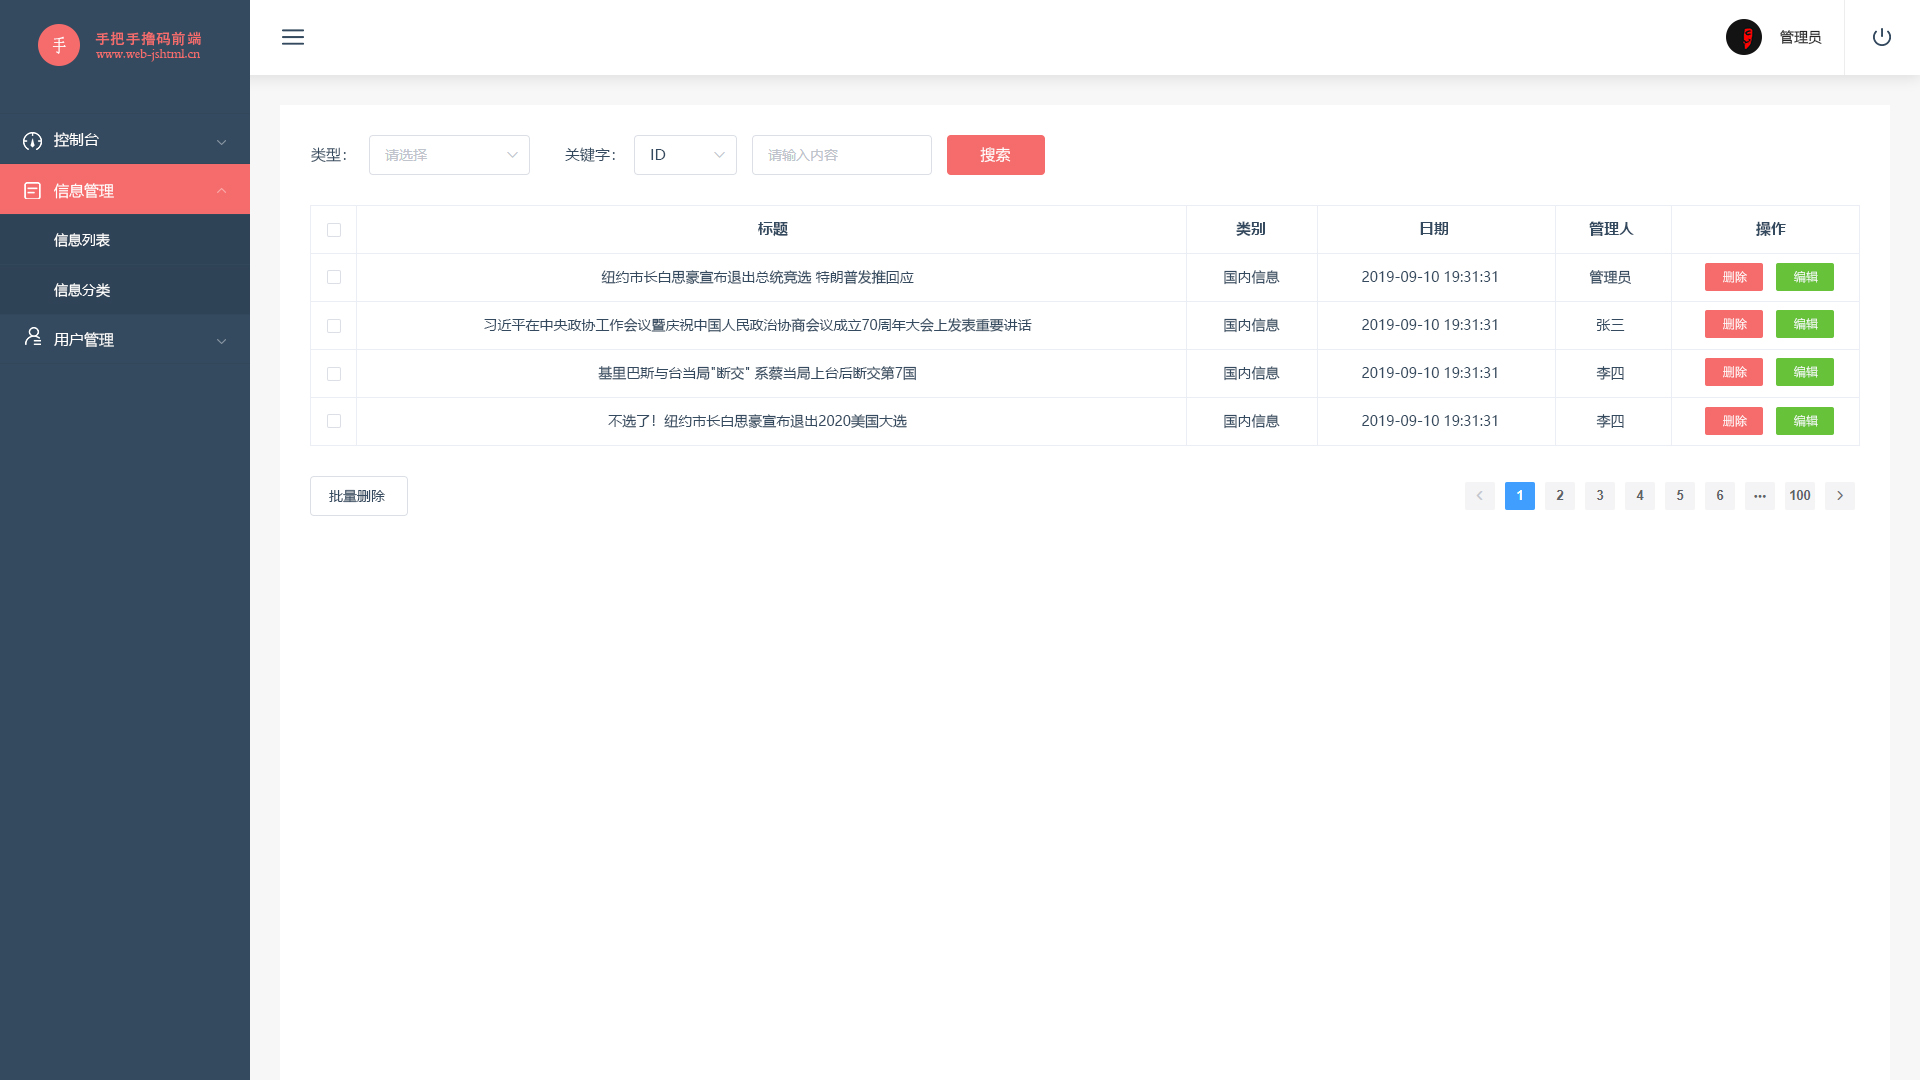 手
手把手撸码前端
www.web-jshtml.cn
管理员
控制台
信息管理
信息列表
信息分类
用户管理
类型： 请选择 关键字： ID 请输入内容 搜索
标题 类别 日期 管理人 操作
纽约市长白思豪宣布退出总统竞选 特朗普发推回应 国内信息 2019-09-10 19:31:31 管理员 删除 编辑
习近平在中央政协工作会议暨庆祝中国人民政治协商会议成立70周年大会上发表重要讲话 国内信息 2019-09-10 19:31:31 张三 删除 编辑
基里巴斯与台当局"断交" 系蔡当局上台后断交第7国 国内信息 2019-09-10 19:31:31 李四 删除 编辑
不选了！纽约市长白思豪宣布退出2020美国大选 国内信息 2019-09-10 19:31:31 李四 删除 编辑
批量删除 1 2 3 4 5 6 ··· 100